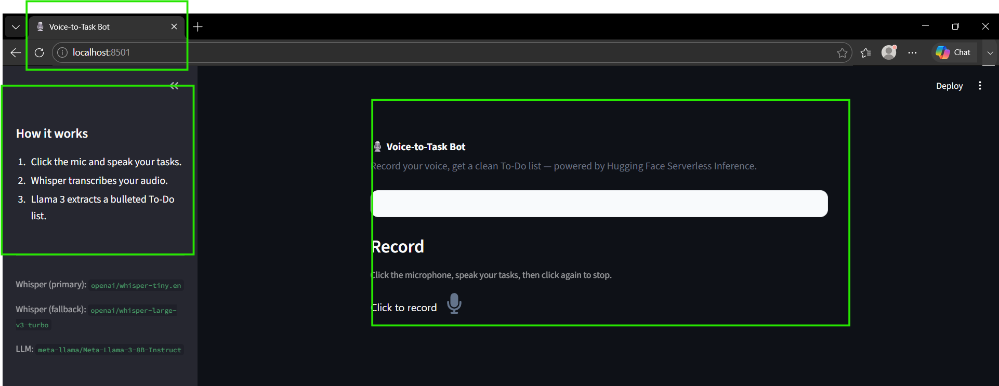 Voice-to-Task Bot
localhost:8501
Chat
Deploy
How it works
1. Click the mic and speak your tasks.
2. Whisper transcribes your audio.
3. Llama 3 extracts a bulleted To-Do
list.
Whisper (primary): openai/whisper-tiny.en
Whisper (fallback): openai/whisper-large-
v3-turbo
LLM: meta-llama/Meta-Llama-3-8B-Instruct
Voice-to-Task Bot
Record your voice, get a clean To-Do list — powered by Hugging Face Serverless Inference.
Record
Click the microphone, speak your tasks, then click again to stop.
Click to record